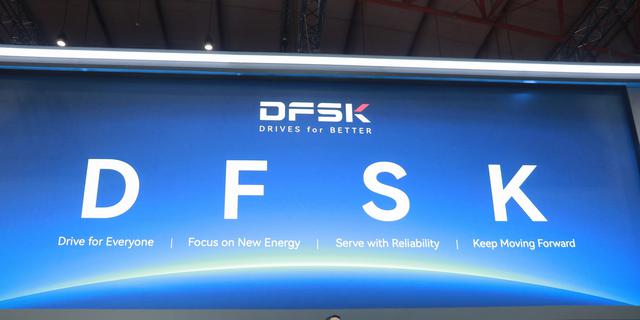 DFSK
DRIVES for BETTER
D F S K
Drive for Everyone | Focus on New Energy | Serve with Reliability | Keep Moving Forward